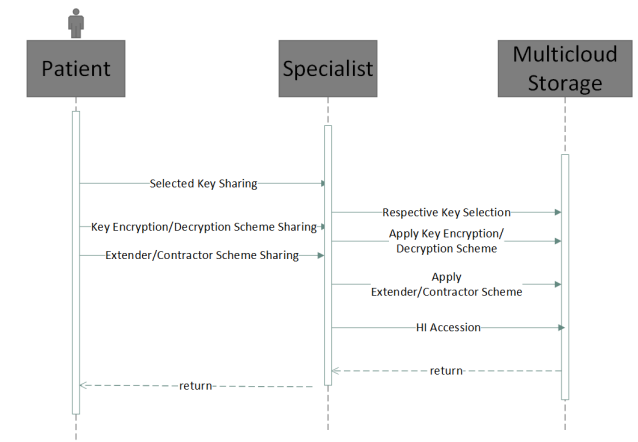 Patient
Specialist
Multicloud
Storage
Selected Key Sharing
Respective Key Selection
Key Encryption/Decryption Scheme Sharing
Apply Key Encryption/
Decryption Scheme
Extender/Contractor Scheme Sharing
Apply
Extender/Contractor Scheme
HI Accession
return
return